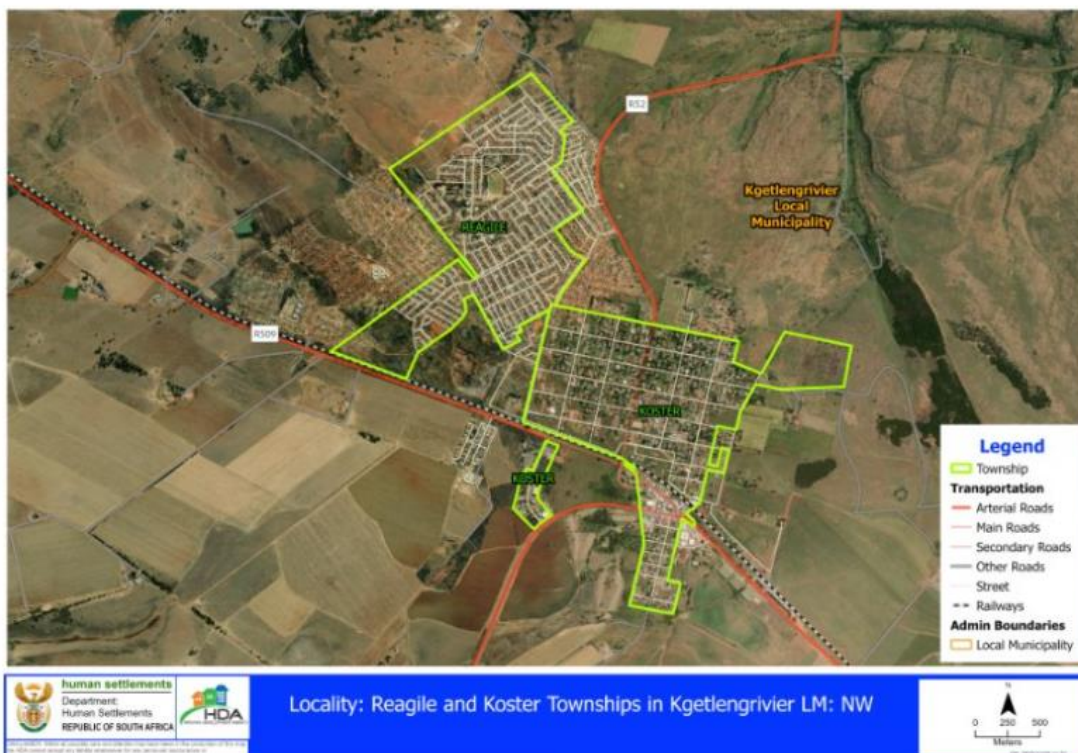 R52
Kgetlengrivier
Local
Municipality
REAGILE
R509
KOSTER
KOSTER
Legend
Township
Transportation
Arterial Roads
Main Roads
Secondary Roads
Other Roads
Street
Railways
Admin Boundaries
Local Municipality
human settlements
Department:
Human Settlements
REPUBLIC OF SOUTH AFRICA
HDA
Locality: Reagile and Koster Townships in Kgetlengrivier LM: NW
N
0 250 500
Meters